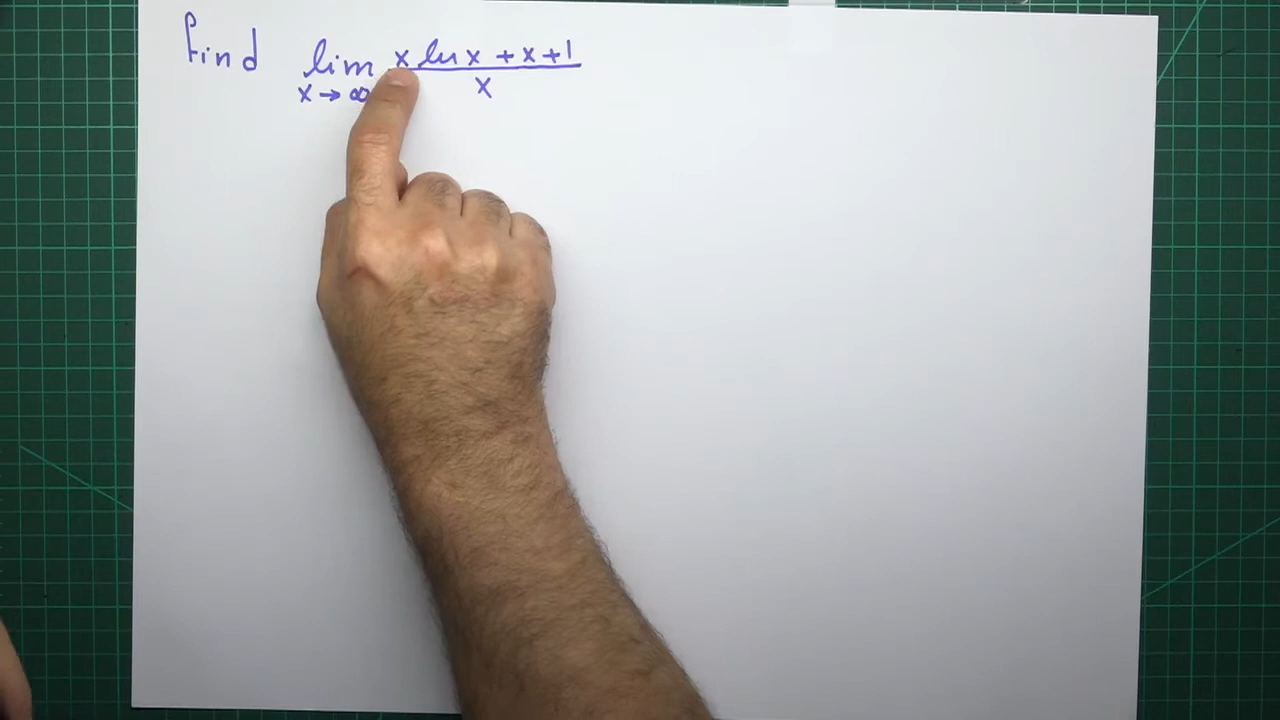 find lim x ln x + x + 1
x → ∞ x